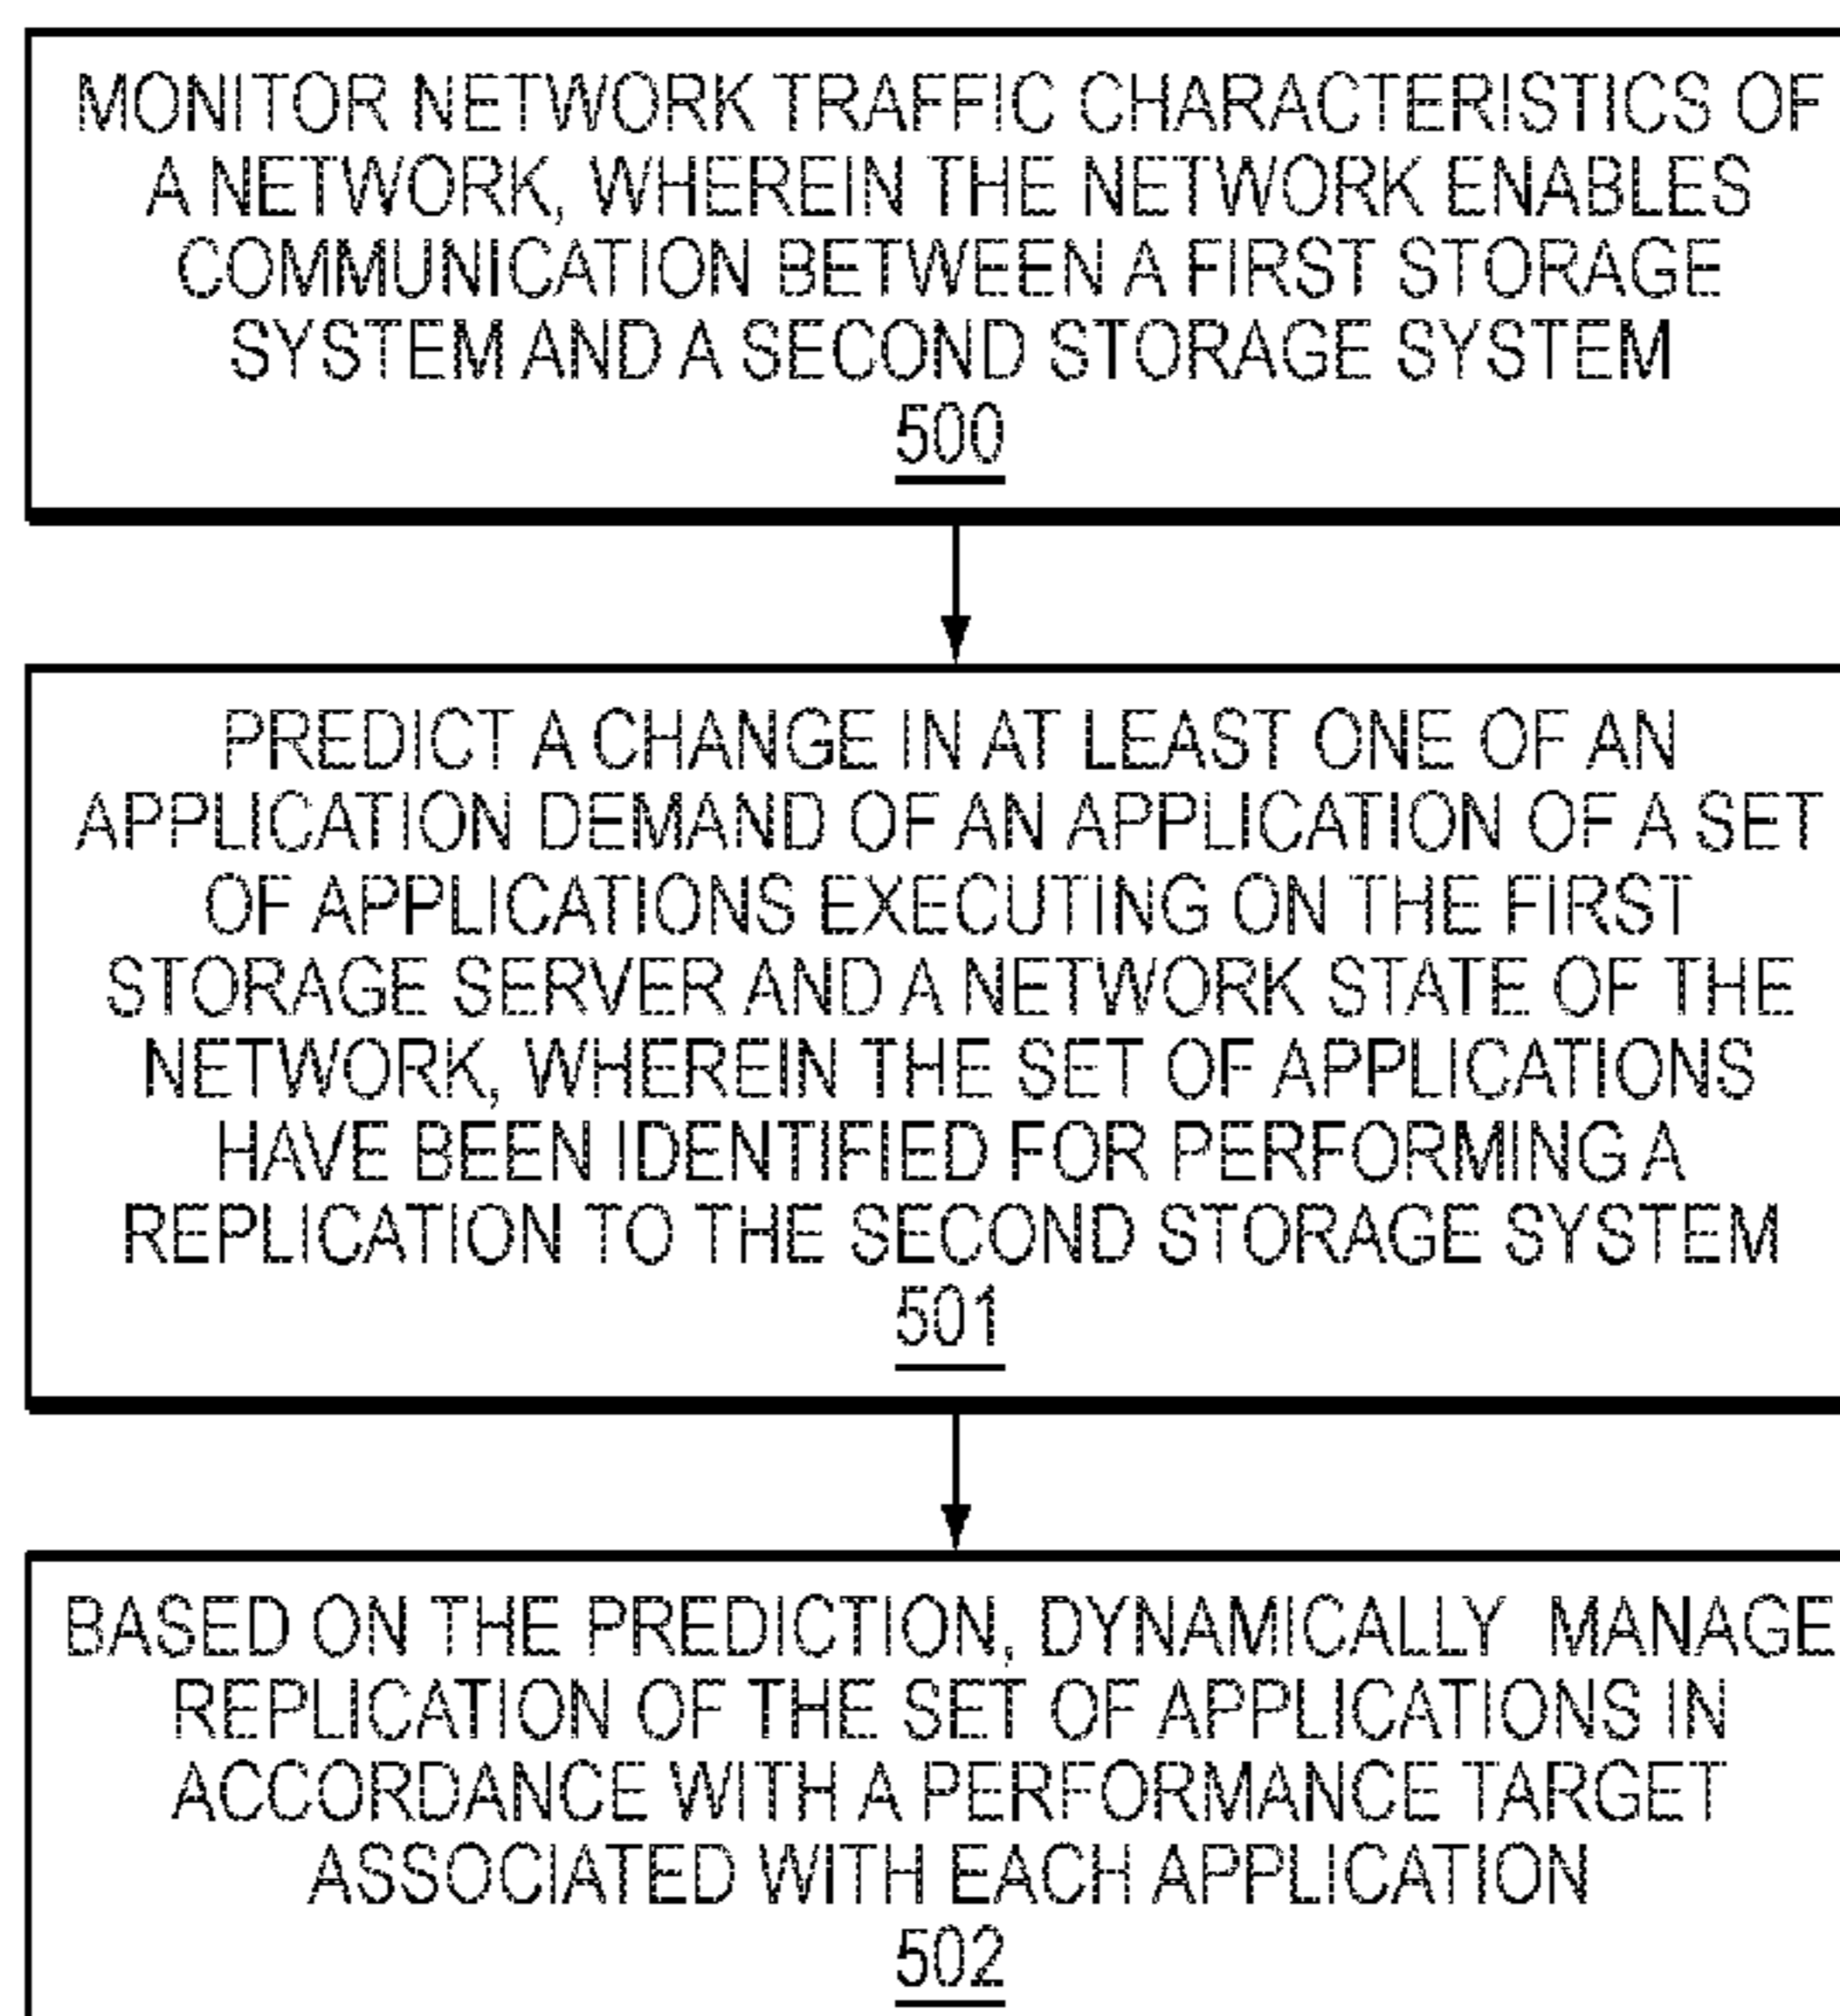 MONITOR NETWORK TRAFFIC CHARACTERISTICS OF
A NETWORK, WHEREIN THE NETWORK ENABLES
COMMUNICATION BETWEEN A FIRST STORAGE
SYSTEM AND A SECOND STORAGE SYSTEM
500
PREDICT A CHANGE IN AT LEAST ONE OF AN
APPLICATION DEMAND OF AN APPLICATION OF A SET
OF APPLICATIONS EXECUTING ON THE FIRST
STORAGE SERVER AND A NETWORK STATE OF THE
NETWORK, WHEREIN THE SET OF APPLICATIONS
HAVE BEEN IDENTIFIED FOR PERFORMING A
REPLICATION TO THE SECOND STORAGE SYSTEM
501
BASED ON THE PREDICTION, DYNAMICALLY MANAGE
REPLICATION OF THE SET OF APPLICATIONS IN
ACCORDANCE WITH A PERFORMANCE TARGET
ASSOCIATED WITH EACH APPLICATION
502